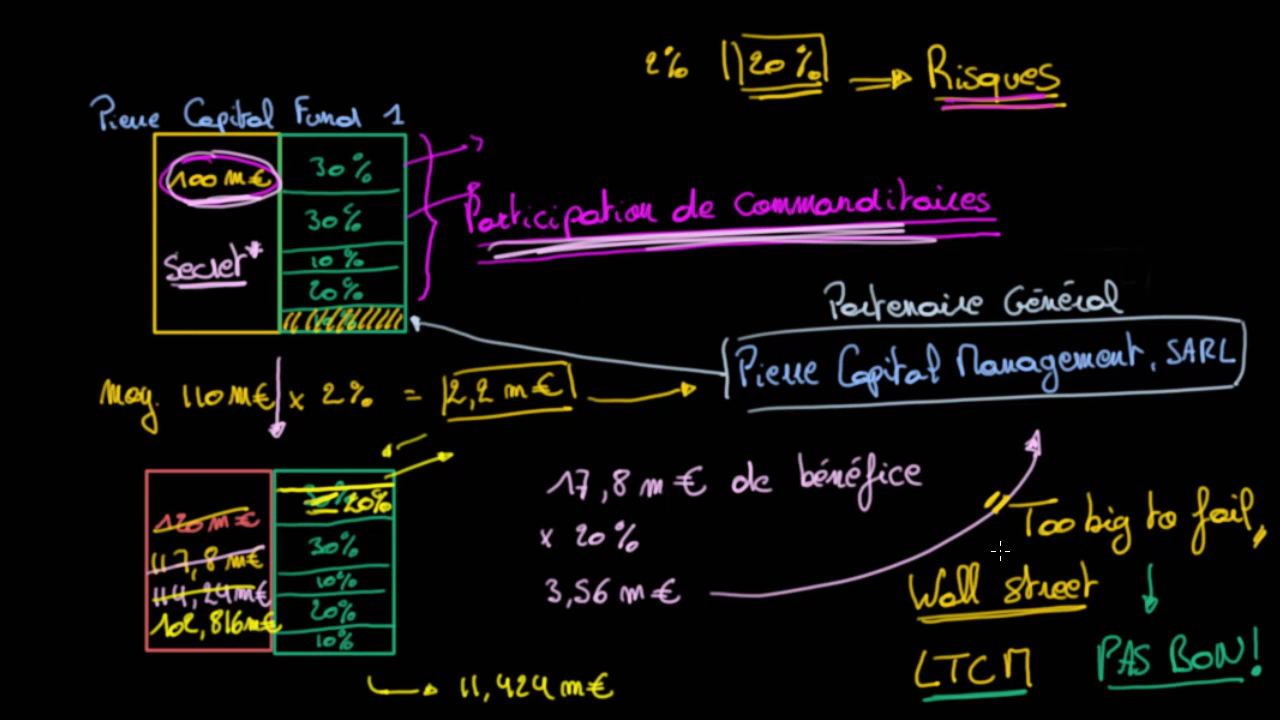 2% 20% ⇒ Risques
Pierre Capital Fund 1
100 m€ 30%
30%
Participation de Commanditaires
Secret* 10%
20%
Partenaire Général
Pierre Capital Management, SARL
moy. 110 m€ x 2% = 2,2 m€
17,8 m€ de bénéfice
x 20%
3,56 m€
20%
120 m€
117,8 m€ 30%
114,24 m€ 10%
102,816 m€ 20%
10%
11,424 m€
Too big to fail,
Wall street
LTCM
PAS BON!